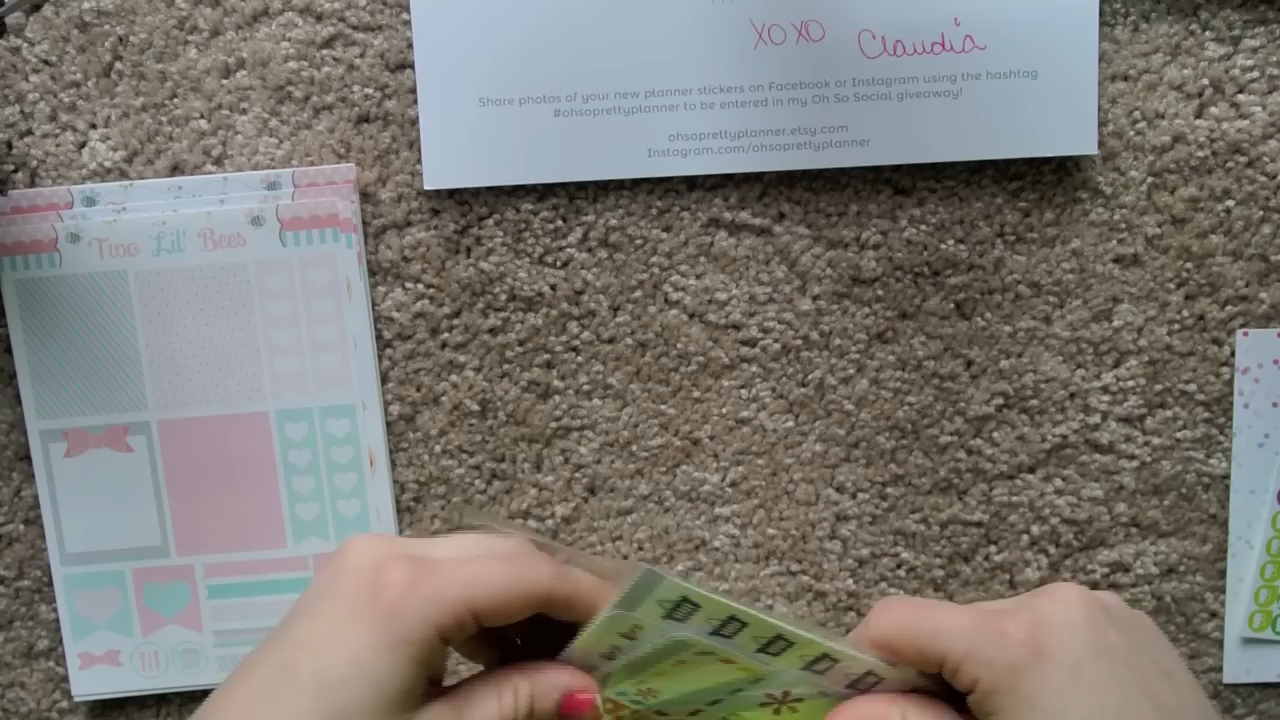 XOXO Claudia
Share photos of your new planner stickers on Facebook or Instagram using the hashtag
#ohsoprettyplanner to be entered in my Oh So Social giveaway!
ohsoprettyplanner.etsy.com
Instagram.com/ohsoprettyplanner
Two Lil' Bees